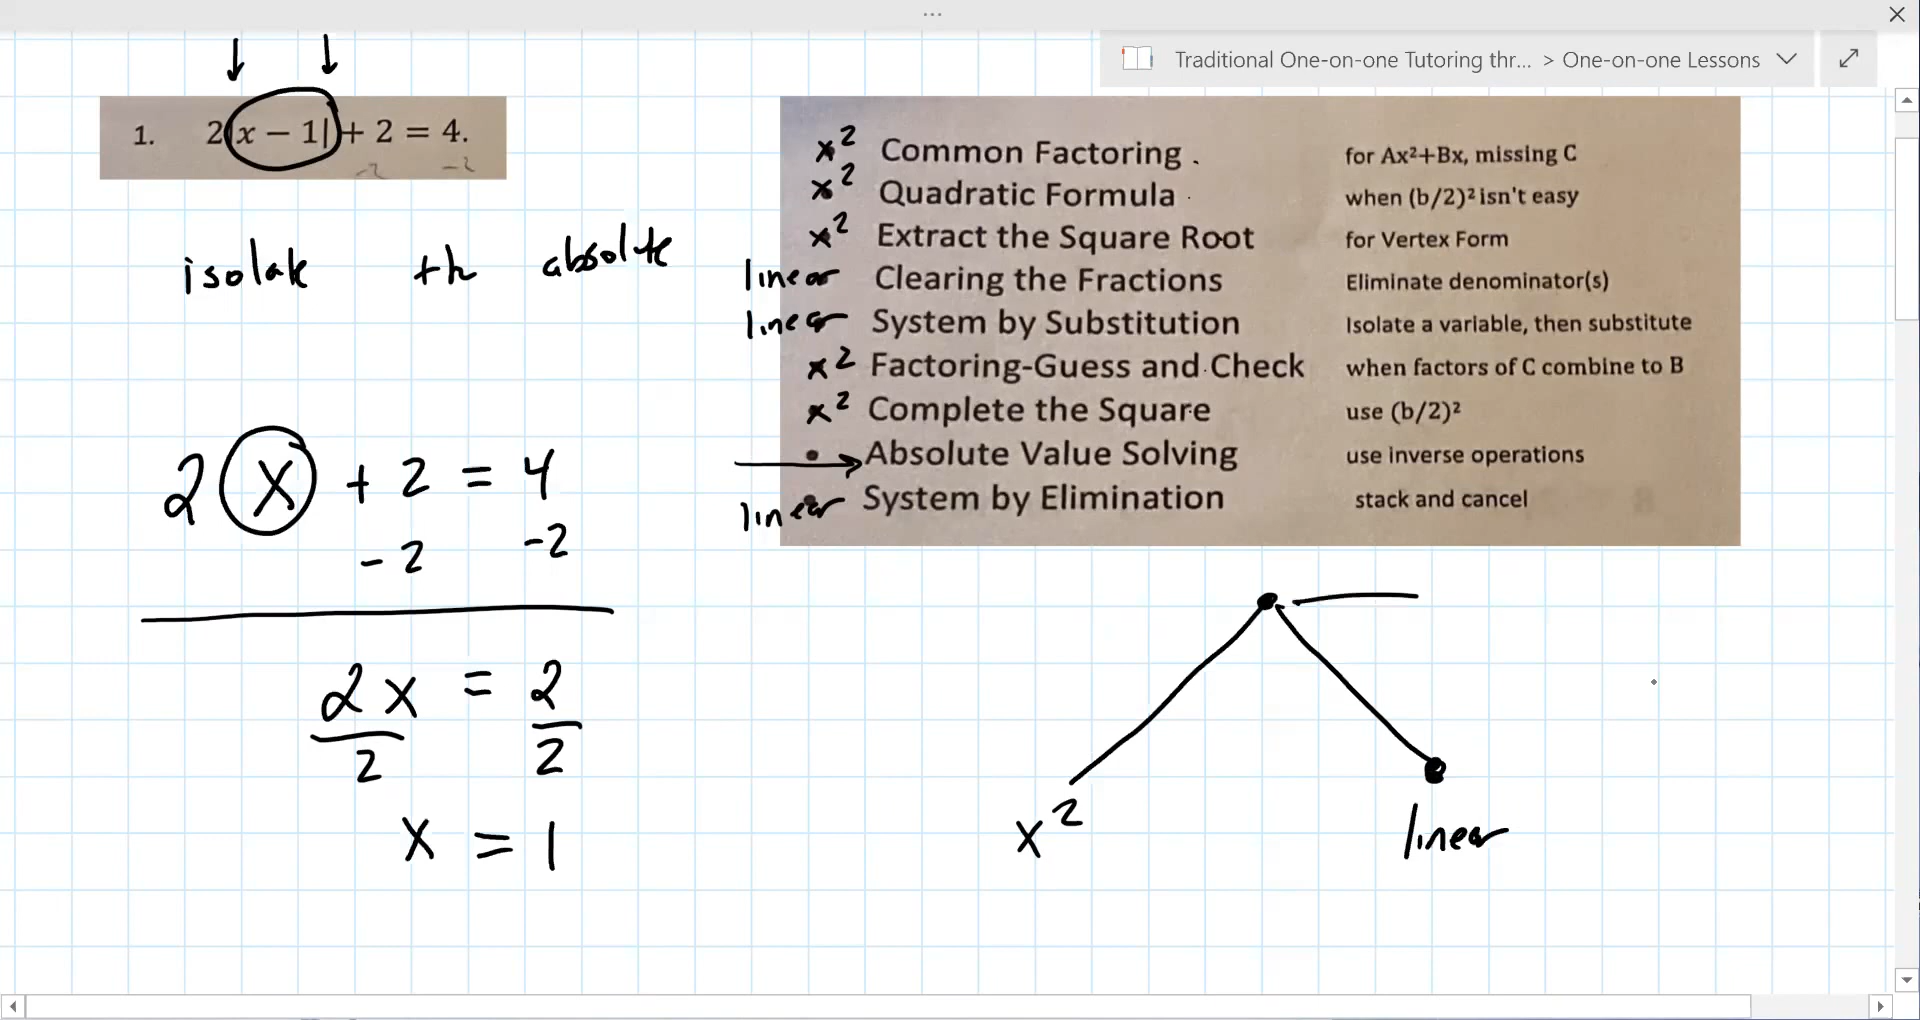 ...
Traditional One-on-one Tutoring thr... > One-on-one Lessons
1. 2|x − 1| + 2 = 4.
-2 -2
isolate the absolute
x² Common Factoring . for Ax²+Bx, missing C
x² Quadratic Formula when (b/2)² isn't easy
x² Extract the Square Root for Vertex Form
linear Clearing the Fractions Eliminate denominator(s)
linear System by Substitution Isolate a variable, then substitute
x² Factoring-Guess and Check when factors of C combine to B
x² Complete the Square use (b/2)²
Absolute Value Solving use inverse operations
linear System by Elimination stack and cancel
2 x + 2 = 4
-2 -2
2x = 2
2 2
x = 1
x² linear